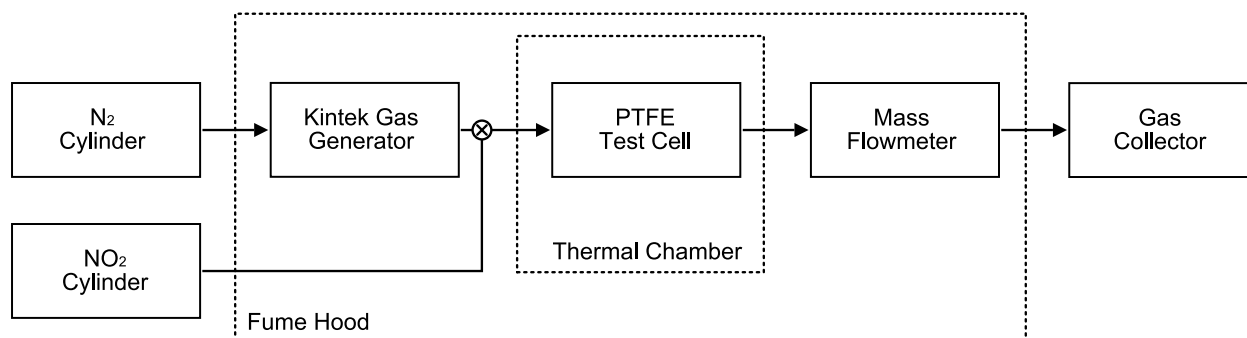 N₂
Cylinder
Kintek Gas
Generator
PTFE
Test Cell
Mass
Flowmeter
Gas
Collector
NO₂
Cylinder
Thermal Chamber
Fume Hood